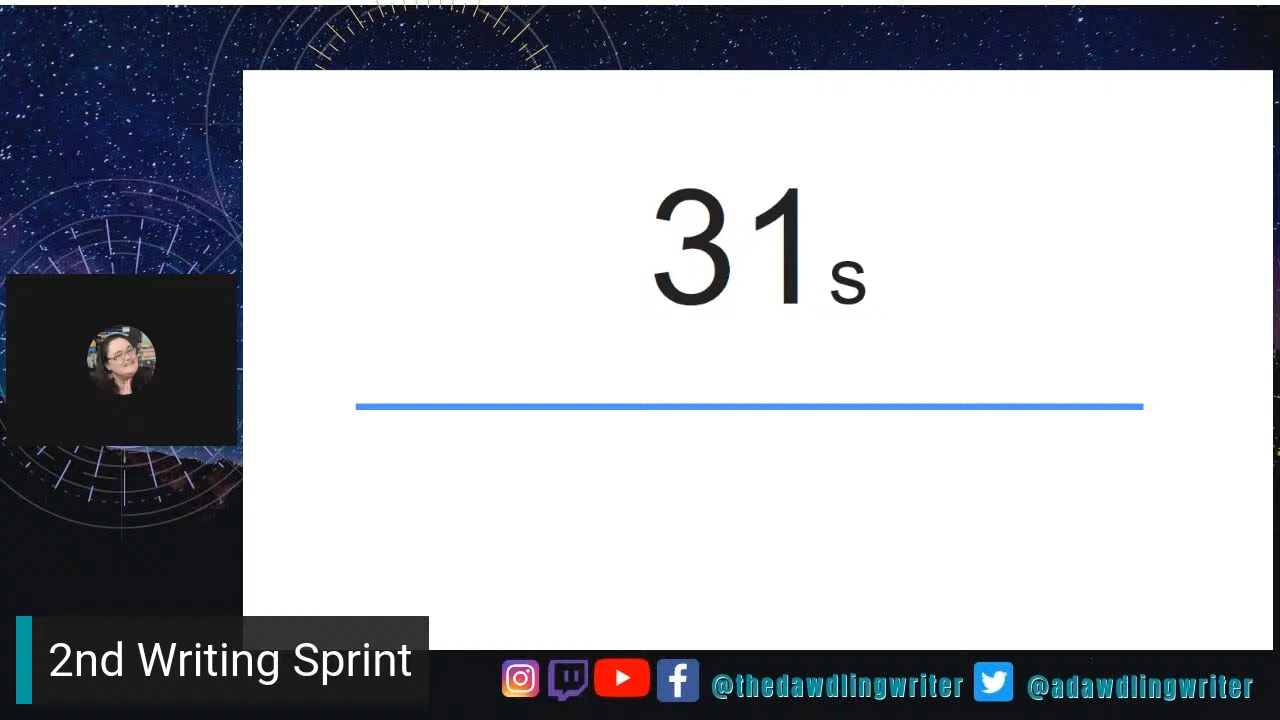 31s
2nd Writing Sprint
@thedawdlingwriter
@adawdlingwriter